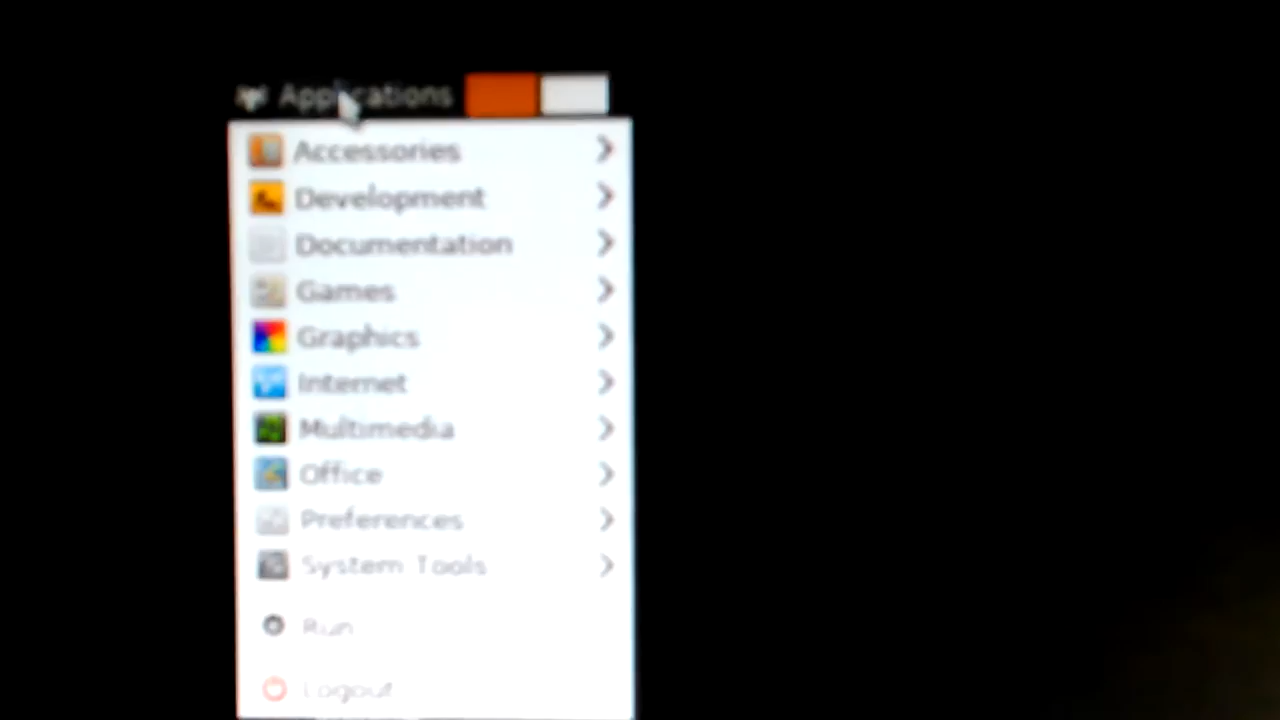 Applications
Accessories
Development
Documentation
Games
Graphics
Internet
Multimedia
Office
Preferences
System Tools
Run
Logout